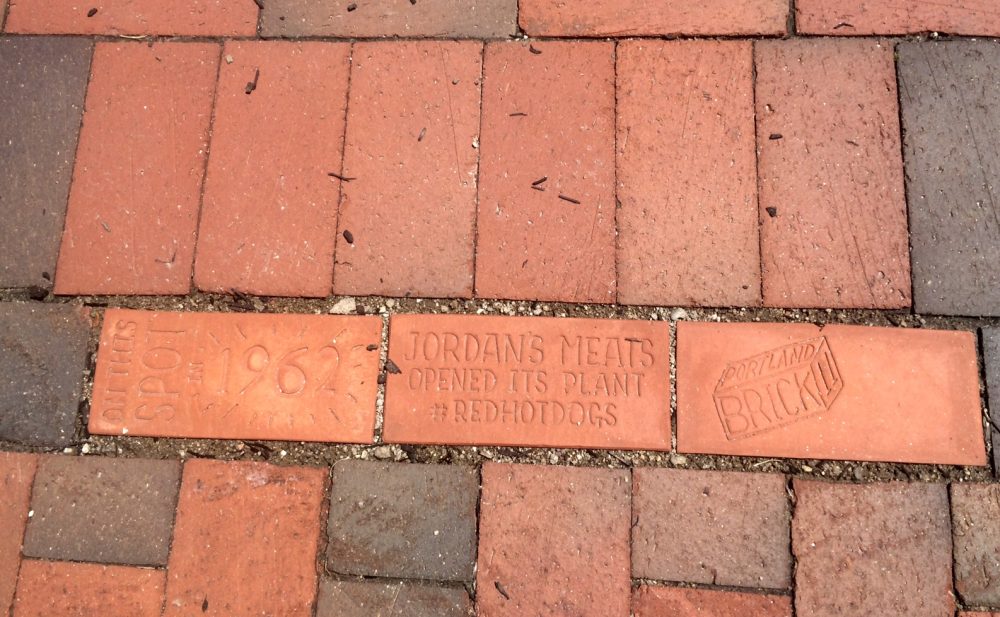 ON THIS
SPOT
IN
1962
JORDAN'S MEATS
OPENED ITS PLANT
#REDHOTDOGS
PORTLAND
BRICK